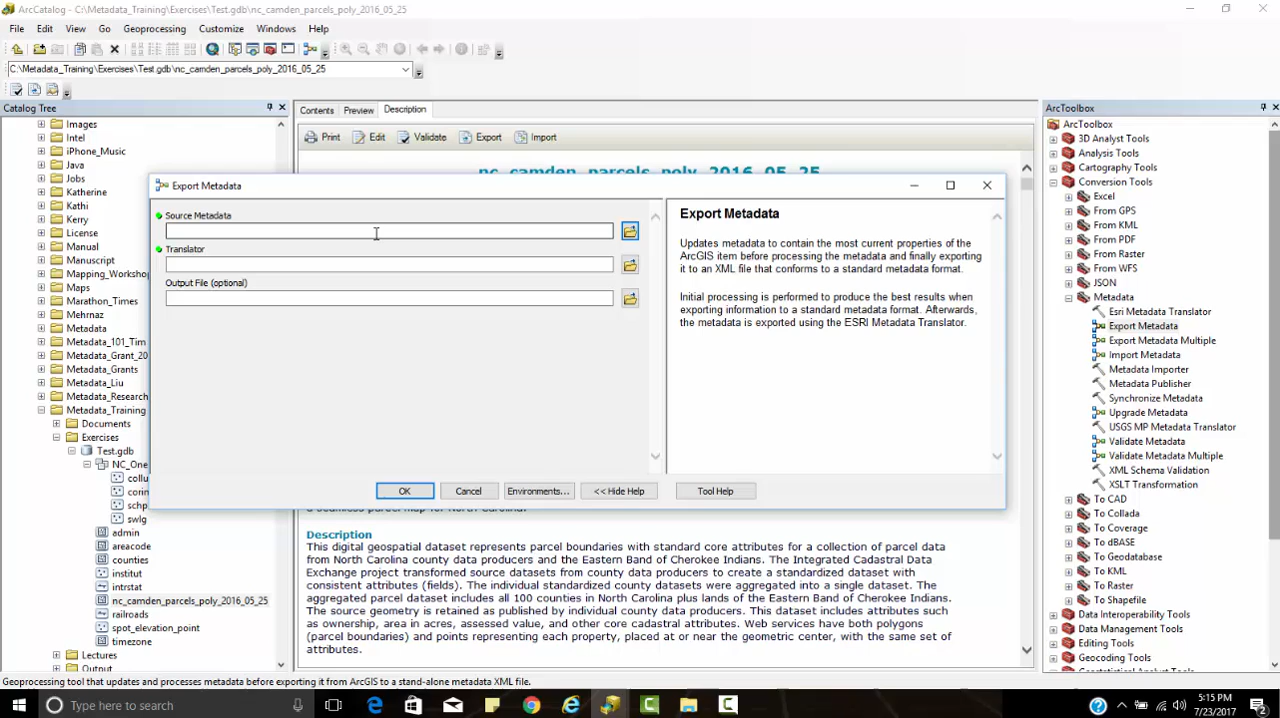 ArcCatalog - C:\Metadata_Training\Exercises\Test.gdb\nc_camden_parcels_poly_2016_05_25
File Edit View Go Geoprocessing Customize Windows Help
C:\Metadata_Training\Exercises\Test.gdb\nc_camden_parcels_poly_2016_05_25
Catalog Tree
Images
Intel
iPhone_Music
Java
Jobs
Katherine
Kathi
Kerry
License
Manual
Manuscript
Mapping_Worksho
Maps
Marathon_Times
Mehrnaz
Metadata
Metadata_101_Tim
Metadata_Grant_20
Metadata_Grants
Metadata_Liu
Metadata_Research
Metadata_Training
Documents
Exercises
Test.gdb
NC_One
collu
corin
schp
swlg
admin
areacode
counties
institut
intrstat
nc_camden_parcels_poly_2016_05_25
railroads
spot_elevation_point
timezone
Lectures
Output
Contents Preview Description
Print Edit Validate Export Import
nc_camden_parcels_poly_2016_05_25
Export Metadata
Source Metadata
Translator
Output File (optional)
OK Cancel Environments... << Hide Help Tool Help
Export Metadata
Updates metadata to contain the most current properties of the
ArcGIS item before processing the metadata and finally exporting
it to an XML file that conforms to a standard metadata format.
Initial processing is performed to produce the best results when
exporting information to a standard metadata format. Afterwards,
the metadata is exported using the ESRI Metadata Translator.
a seamless parcel map for North Carolina.
Description
This digital geospatial dataset represents parcel boundaries with standard core attributes for a collection of parcel data
from North Carolina county data producers and the Eastern Band of Cherokee Indians. The Integrated Cadastral Data
Exchange project transformed source datasets from county data producers to create a standardized dataset with
consistent attributes (fields). The individual standardized county datasets were aggregated into a single dataset. The
aggregated parcel dataset includes all 100 counties in North Carolina plus lands of the Eastern Band of Cherokee Indians.
The source geometry is retained as published by individual county data producers. This dataset includes attributes such
as ownership, area in acres, assessed value, and other core cadastral attributes. Web services have both polygons
(parcel boundaries) and points representing each property, placed at or near the geometric center, with the same set of
attributes.
ArcToolbox
ArcToolbox
3D Analyst Tools
Analysis Tools
Cartography Tools
Conversion Tools
Excel
From GPS
From KML
From PDF
From Raster
From WFS
JSON
Metadata
Esri Metadata Translator
Export Metadata
Export Metadata Multiple
Import Metadata
Metadata Importer
Metadata Publisher
Synchronize Metadata
Upgrade Metadata
USGS MP Metadata Translator
Validate Metadata
Validate Metadata Multiple
XML Schema Validation
XSLT Transformation
To CAD
To Collada
To Coverage
To dBASE
To Geodatabase
To KML
To Raster
To Shapefile
Data Interoperability Tools
Data Management Tools
Editing Tools
Geocoding Tools
Geostatistical Analyst Tools
Geoprocessing tool that updates and processes metadata before exporting it from ArcGIS to a stand-alone metadata XML file.
Type here to search
5:15 PM
7/23/2017